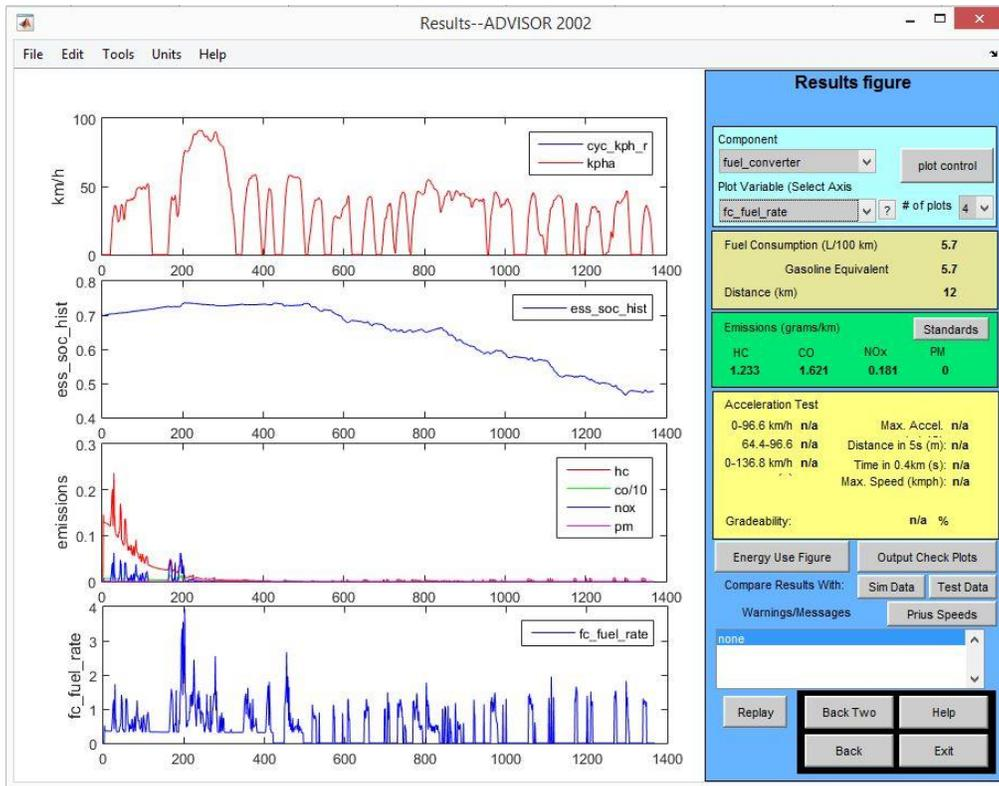 Results--ADVISOR 2002
File Edit Tools Units Help
100
50
0
km/h
cyc_kph_r
kpha
0 200 400 600 800 1000 1200 1400
0.8
0.7
0.6
0.5
0.4
ess_soc_hist
ess_soc_hist
0 200 400 600 800 1000 1200 1400
0.3
0.2
0.1
0
emissions
hc
co/10
nox
pm
0 200 400 600 800 1000 1200 1400
4
3
2
1
0
fc_fuel_rate
fc_fuel_rate
0 200 400 600 800 1000 1200 1400
Results figure
Component
fuel_converter
plot control
Plot Variable (Select Axis
fc_fuel_rate ? # of plots 4
Fuel Consumption (L/100 km) 5.7
Gasoline Equivalent 5.7
Distance (km) 12
Emissions (grams/km) Standards
HC CO NOx PM
1.233 1.621 0.181 0
Acceleration Test
0-96.6 km/h n/a Max. Accel. n/a
64.4-96.6 n/a Distance in 5s (m): n/a
0-136.8 km/h n/a Time in 0.4km (s): n/a
Max. Speed (kmph): n/a
Gradeability: n/a %
Energy Use Figure Output Check Plots
Compare Results With: Sim Data Test Data
Warnings/Messages Prius Speeds
none
Replay Back Two Help
Back Exit